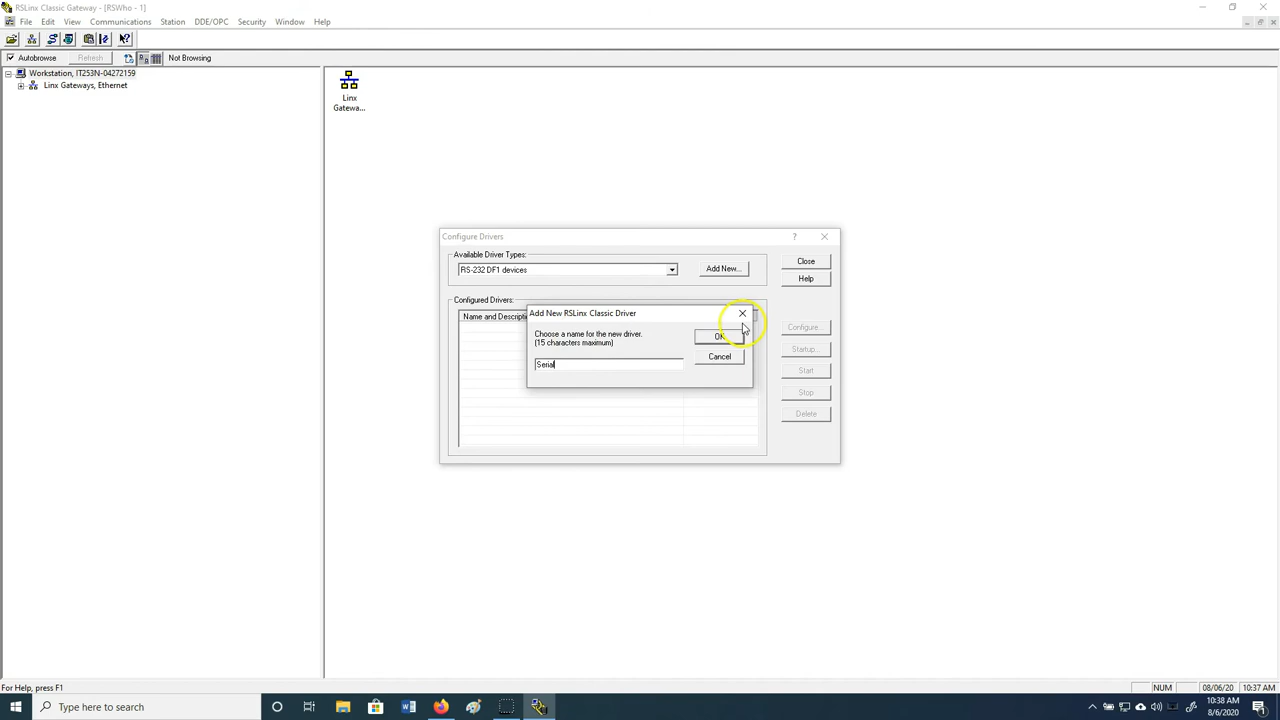 RSLinx Classic Gateway - [RSWho - 1]
File Edit View Communications Station DDE/OPC Security Window Help
Autobrowse Refresh Not Browsing
Workstation, IT253N-04272159
Linx Gateways, Ethernet
Linx
Gatewa...
Configure Drivers
Available Driver Types:
RS-232 DF1 devices
Add New...
Close
Help
Configured Drivers:
Name and Descripti
Add New RSLinx Classic Driver
Choose a name for the new driver.
(15 characters maximum)
OK
Cancel
Serial
Configure...
Startup...
Start
Stop
Delete
For Help, press F1
NUM 08/06/20 10:37 AM
Type here to search
10:38 AM
8/6/2020